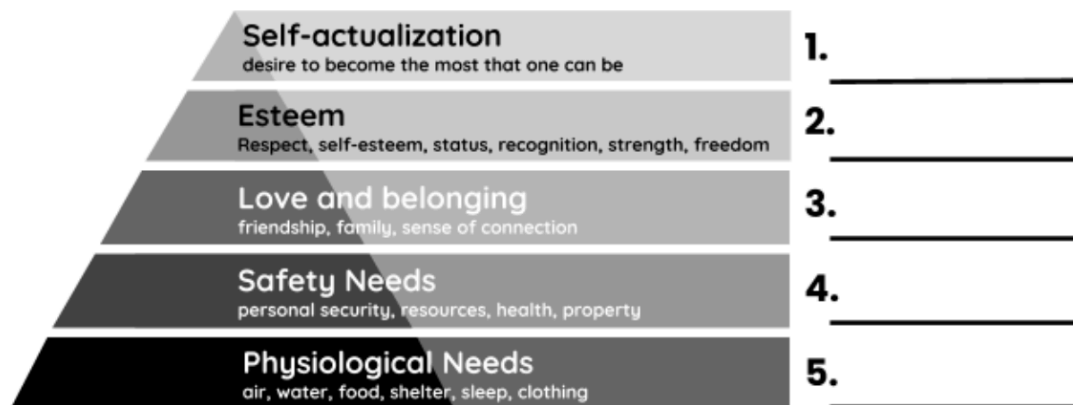 Self-actualization
desire to become the most that one can be
1.
Esteem
Respect, self-esteem, status, recognition, strength, freedom
2.
Love and belonging
friendship, family, sense of connection
3.
Safety Needs
personal security, resources, health, property
4.
Physiological Needs
air, water, food, shelter, sleep, clothing
5.